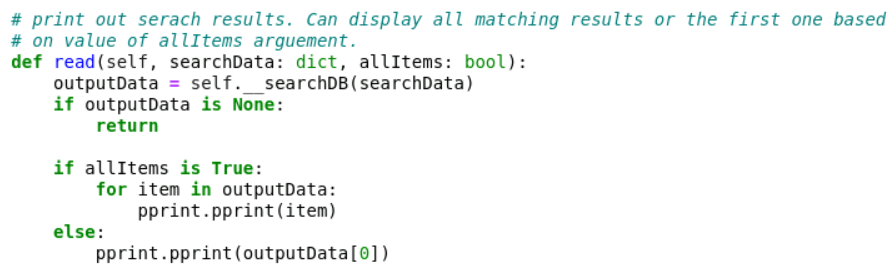 # print out serach results. Can display all matching results or the first one based
# on value of allItems arguement.
def read(self, searchData: dict, allItems: bool):
    outputData = self.__searchDB(searchData)
    if outputData is None:
        return

    if allItems is True:
        for item in outputData:
            pprint.pprint(item)
    else:
        pprint.pprint(outputData[0])